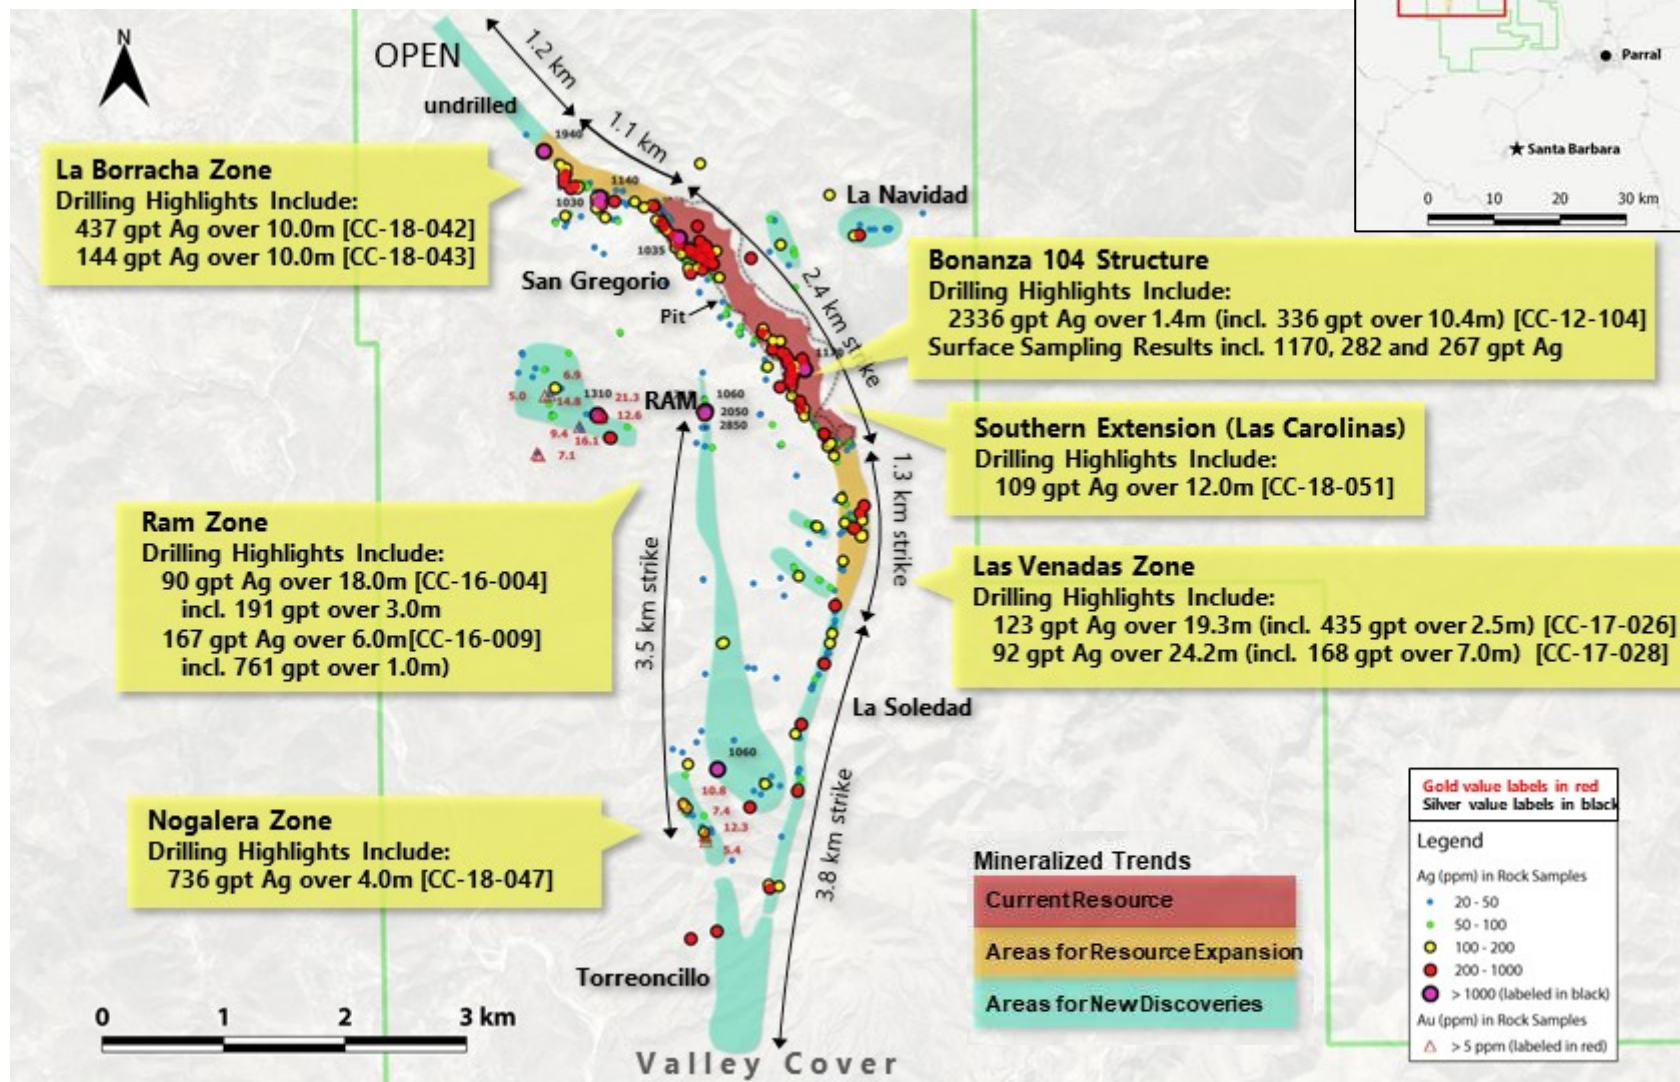 N
OPEN
undrilled
1.2 km
1.1 km
2.4 km strike
1.3 km strike
3.8 km strike
3.5 km strike
Parral
Santa Barbara
0 10 20 30 km
La Borracha Zone
Drilling Highlights Include:
437 gpt Ag over 10.0m [CC-18-042]
144 gpt Ag over 10.0m [CC-18-043]
1940
1140
1030
1035
La Navidad
San Gregorio
Pit
Bonanza 104 Structure
Drilling Highlights Include:
2336 gpt Ag over 1.4m (incl. 336 gpt over 10.4m) [CC-12-104]
Surface Sampling Results incl. 1170, 282 and 267 gpt Ag
6.9
5.0
14.8
1310
21.3
12.6
9.4
16.1
7.1
RAM
1060
2050
2850
Southern Extension (Las Carolinas)
Drilling Highlights Include:
109 gpt Ag over 12.0m [CC-18-051]
Ram Zone
Drilling Highlights Include:
90 gpt Ag over 18.0m [CC-16-004]
incl. 191 gpt over 3.0m
167 gpt Ag over 6.0m[CC-16-009]
incl. 761 gpt over 1.0m)
Las Venadas Zone
Drilling Highlights Include:
123 gpt Ag over 19.3m (incl. 435 gpt over 2.5m) [CC-17-026]
92 gpt Ag over 24.2m (incl. 168 gpt over 7.0m) [CC-17-028]
La Soledad
1060
10.8
7.4
12.3
5.4
Nogalera Zone
Drilling Highlights Include:
736 gpt Ag over 4.0m [CC-18-047]
Torreoncillo
Valley Cover
0 1 2 3 km
Mineralized Trends
Current Resource
Areas for Resource Expansion
Areas for New Discoveries
Gold value labels in red
Silver value labels in black
Legend
Ag (ppm) in Rock Samples
20 - 50
50 - 100
100 - 200
200 - 1000
> 1000 (labeled in black)
Au (ppm) in Rock Samples
> 5 ppm (labeled in red)